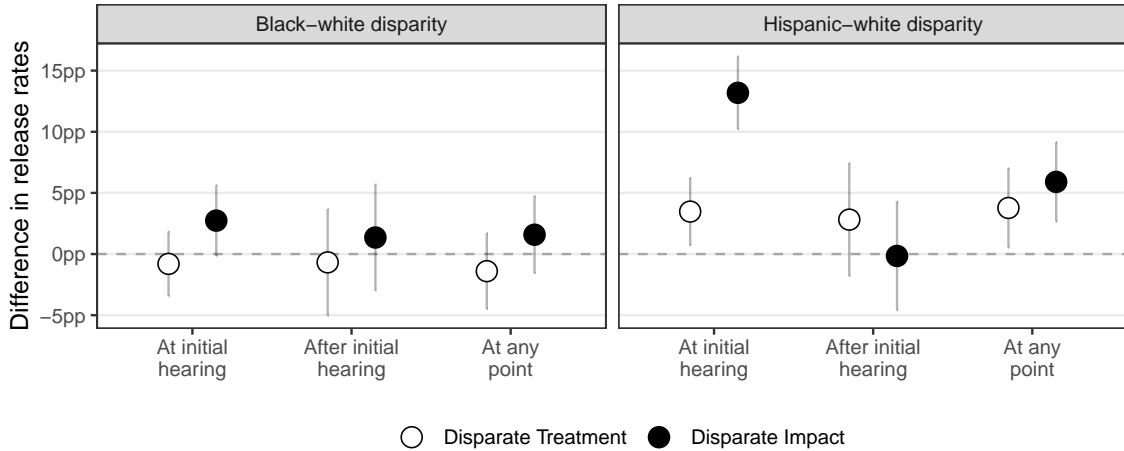 Black−white disparity
Hispanic−white disparity
Difference in release rates
15pp
10pp
5pp
0pp
−5pp
At initial
hearing
After initial
hearing
At any
point
At initial
hearing
After initial
hearing
At any
point
Disparate Treatment
Disparate Impact